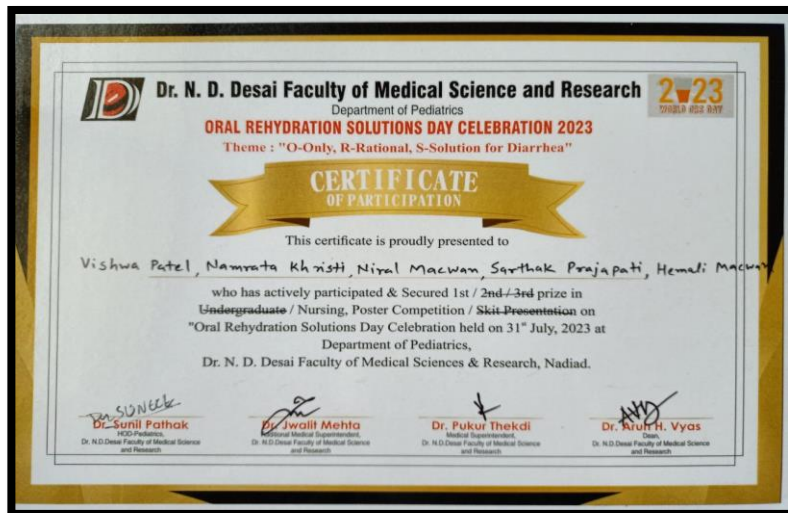 Dr. N. D. Desai Faculty of Medical Science and Research
2023
WORLD ORS DAY
Department of Pediatrics
ORAL REHYDRATION SOLUTIONS DAY CELEBRATION 2023
Theme : "O-Only, R-Rational, S-Solution for Diarrhea"
CERTIFICATE
OF PARTICIPATION
This certificate is proudly presented to
Vishwa Patel, Namrata Khristi, Niral Macwan, Sarthak Prajapati, Hemali Macwan
who has actively participated & Secured 1st / 2nd / 3rd prize in
Undergraduate / Nursing, Poster Competition / Skit Presentation on
"Oral Rehydration Solutions Day Celebration held on 31st July, 2023 at
Department of Pediatrics,
Dr. N. D. Desai Faculty of Medical Sciences & Research, Nadiad.
Dr. Sunil Pathak
HOD-Pediatrics,
Dr. N.D.Desai Faculty of Medical Science
and Research
Dr. Jwalit Mehta
Additional Medical Superintendent,
Dr. N.D.Desai Faculty of Medical Science
and Research
Dr. Pukur Thekdi
Medical Superintendent,
Dr. N.D.Desai Faculty of Medical Science
and Research
Dr. Arun H. Vyas
Dean,
Dr. N.D.Desai Faculty of Medical Science
and Research